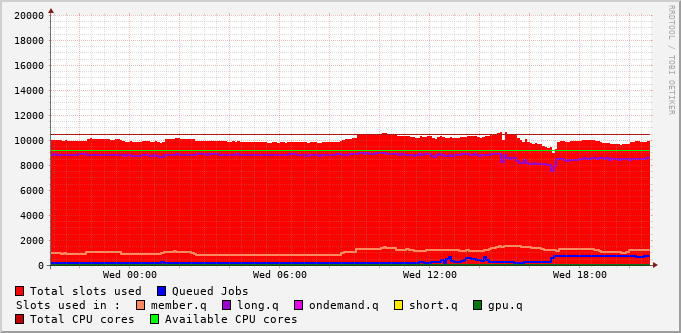 20000
18000
16000
14000
12000
10000
8000
6000
4000
2000
0
Wed 00:00 Wed 06:00 Wed 12:00 Wed 18:00
Total slots used Queued Jobs
Slots used in : member.q long.q ondemand.q short.q gpu.q
Total CPU cores Available CPU cores
RRDTOOL / TOBI OETIKER